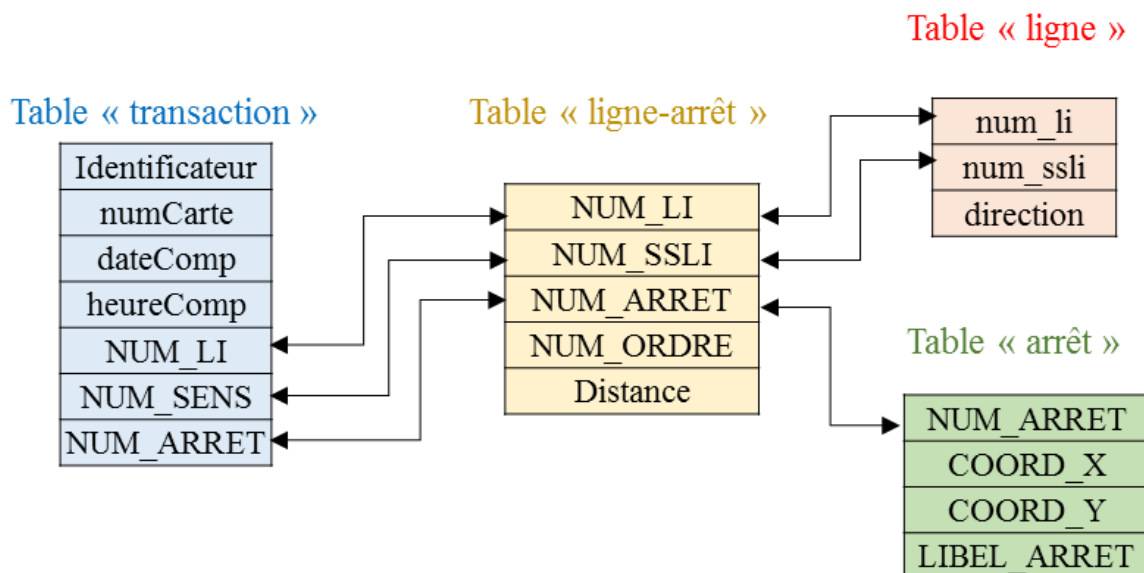 Table « transaction »
Identificateur
numCarte
dateComp
heureComp
NUM_LI
NUM_SENS
NUM_ARRET
Table « ligne-arrêt »
NUM_LI
NUM_SSLI
NUM_ARRET
NUM_ORDRE
Distance
Table « ligne »
num_li
num_ssli
direction
Table « arrêt »
NUM_ARRET
COORD_X
COORD_Y
LIBEL_ARRET